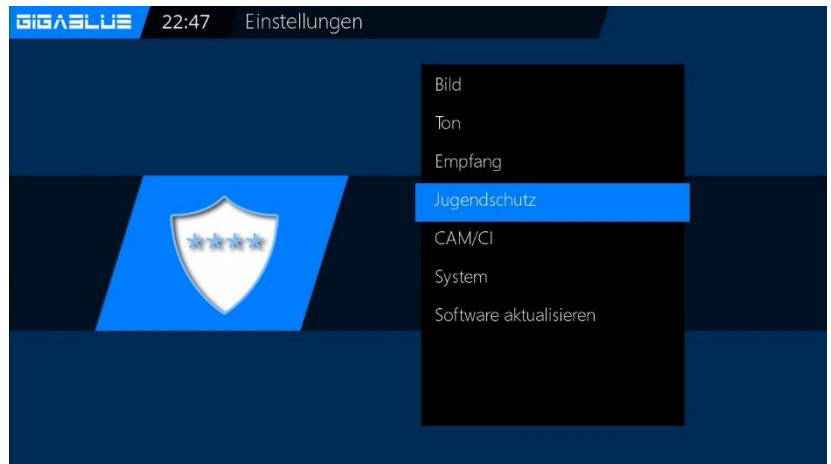 GIGABLUE 22:47 Einstellungen
Bild
Ton
Empfang
Jugendschutz
CAM/CI
System
Software aktualisieren